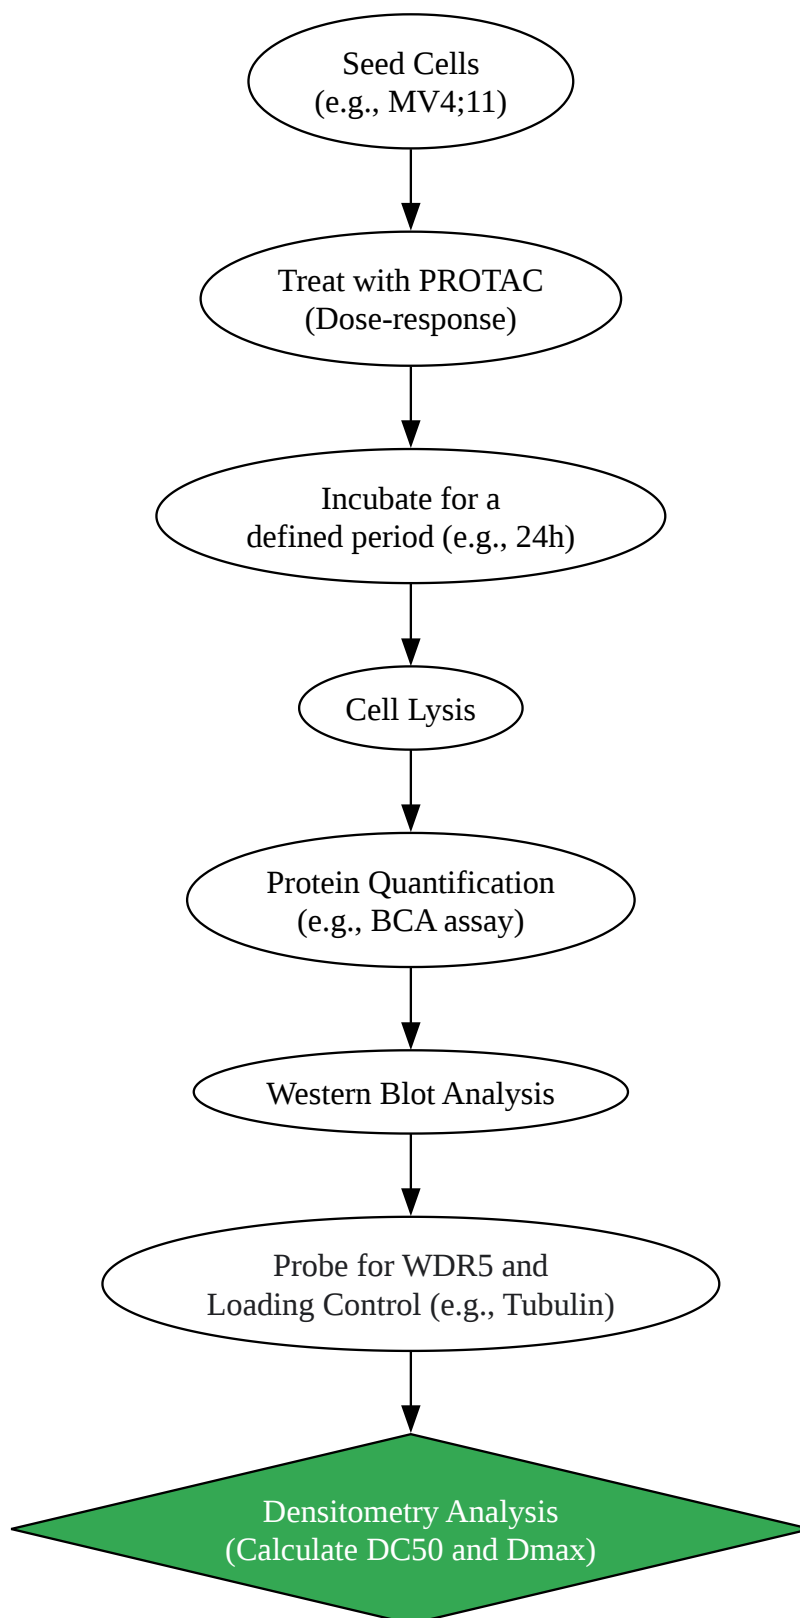 Seed Cells
(e.g., MV4;11)
Treat with PROTAC
(Dose-response)
Incubate for a
defined period (e.g., 24h)
Cell Lysis
Protein Quantification
(e.g., BCA assay)
Western Blot Analysis
Probe for WDR5 and
Loading Control (e.g., Tubulin)
Densitometry Analysis
(Calculate DC50 and Dmax)